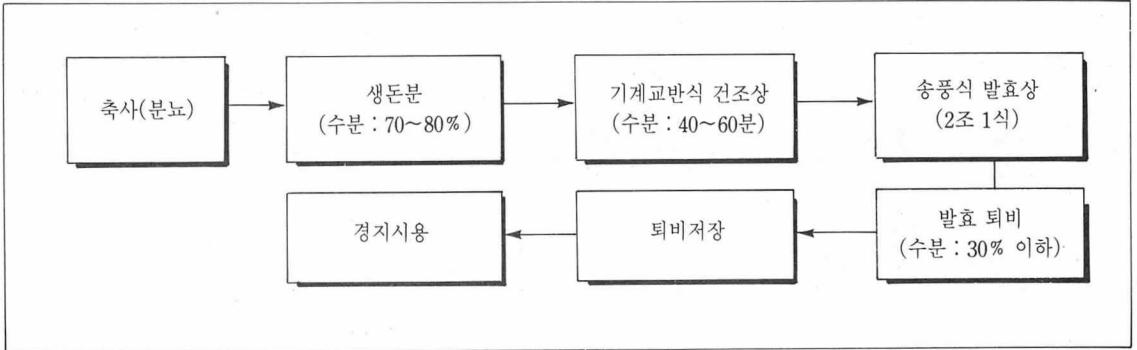 축사(분뇨)
생돈분
(수분 : 70~80%)
기계교반식 건조상
(수분 : 40~60분)
송풍식 발효상
(2조 1식)
발효 퇴비
(수분 : 30% 이하)
퇴비저장
경지시용